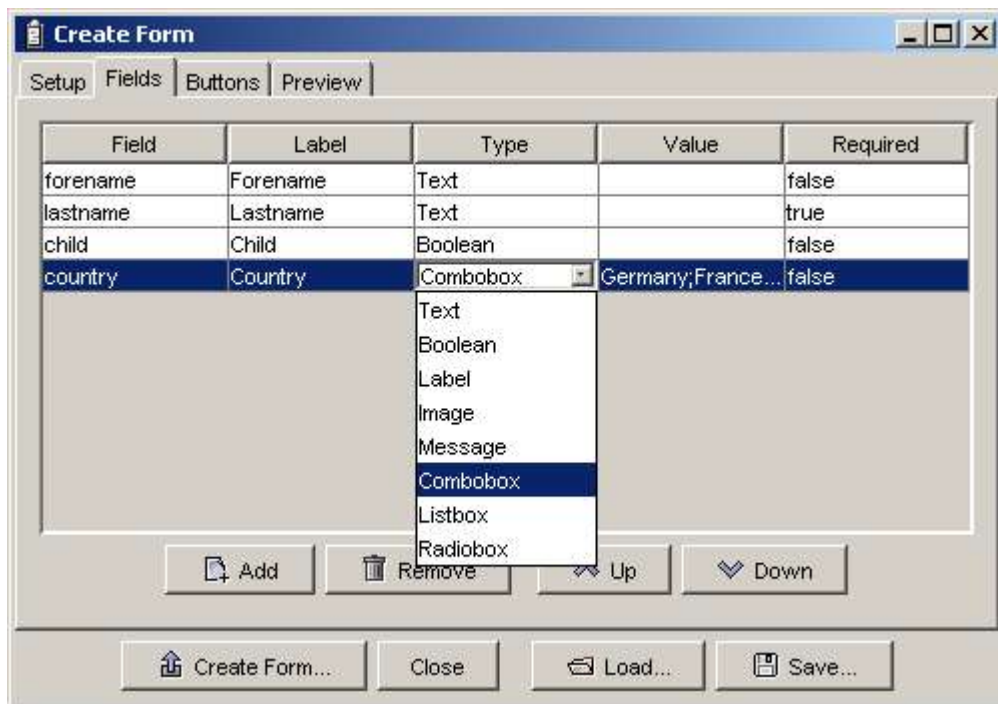 Create Form
Setup Fields Buttons Preview
Field Label Type Value Required
forename Forename Text false
lastname Lastname Text true
child Child Boolean false
country Country Combobox Germany;France... false
Text
Boolean
Label
Image
Message
Combobox
Listbox
Radiobox
Add Remove Up Down
Create Form... Close Load... Save...